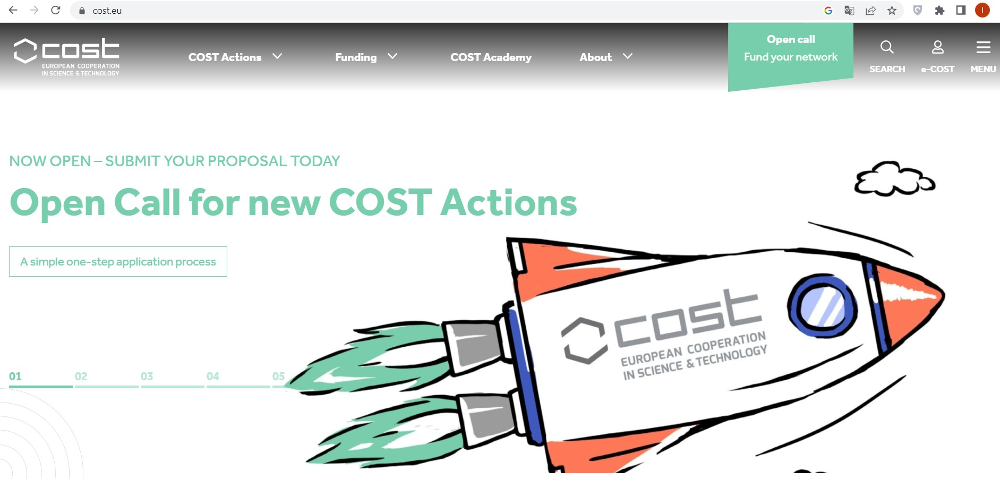 cost.eu
I
cost
EUROPEAN COOPERATION
IN SCIENCE & TECHNOLOGY
COST Actions
Funding
COST Academy
About
Open call
Fund your network
SEARCH
e-COST
MENU
NOW OPEN – SUBMIT YOUR PROPOSAL TODAY
Open Call for new COST Actions
A simple one-step application process
cost
EUROPEAN COOPERATION
IN SCIENCE & TECHNOLOGY
01 02 03 04 05